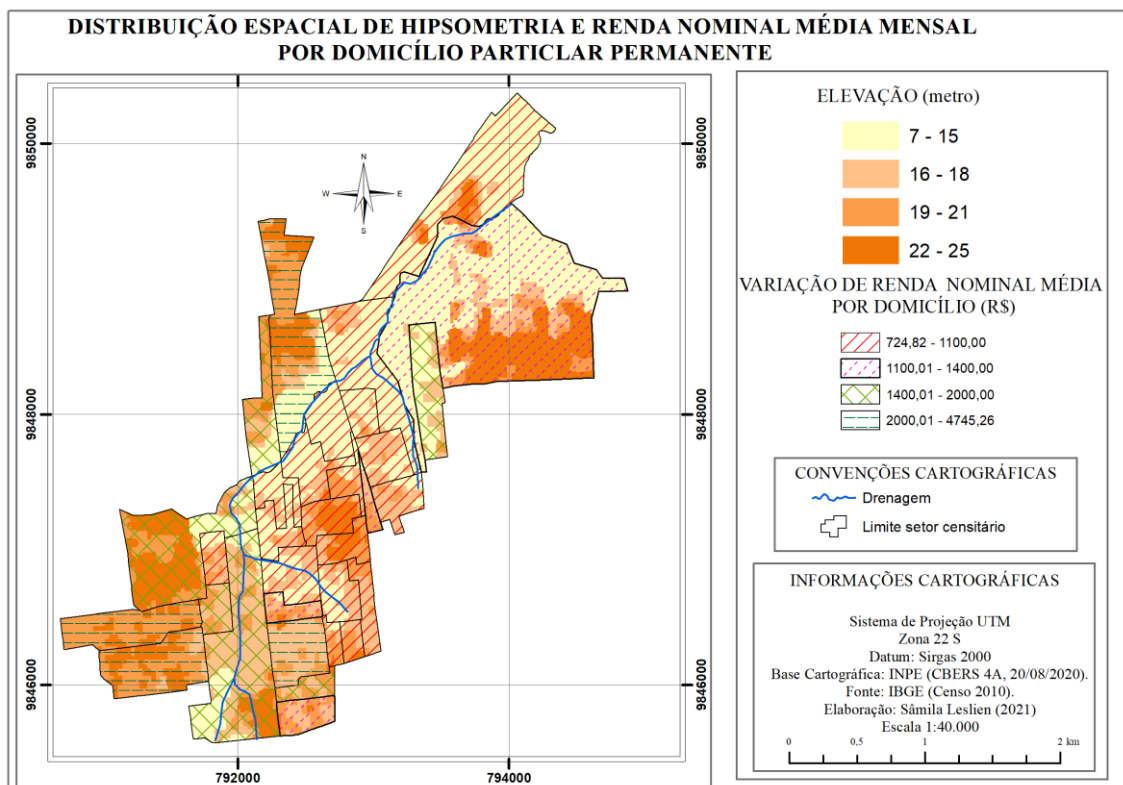 DISTRIBUIÇÃO ESPACIAL DE HIPSOMETRIA E RENDA NOMINAL MÉDIA MENSAL
POR DOMICÍLIO PARTICLAR PERMANENTE
792000
794000
9850000
9850000
N
W
E
S
9848000
9848000
9846000
9846000
792000
794000
ELEVAÇÃO (metro)
7 - 15
16 - 18
19 - 21
22 - 25
VARIAÇÃO DE RENDA NOMINAL MÉDIA
POR DOMICÍLIO (R$)
724,82 - 1100,00
1100,01 - 1400,00
1400,01 - 2000,00
2000,01 - 4745,26
CONVENÇÕES CARTOGRÁFICAS
Drenagem
Limite setor censitário
INFORMAÇÕES CARTOGRÁFICAS
Sistema de Projeção UTM
Zona 22 S
Datum: Sirgas 2000
Base Cartográfica: INPE (CBERS 4A, 20/08/2020).
Fonte: IBGE (Censo 2010).
Elaboração: Sâmila Leslien (2021)
Escala 1:40.000
0 0,5 1 2 km